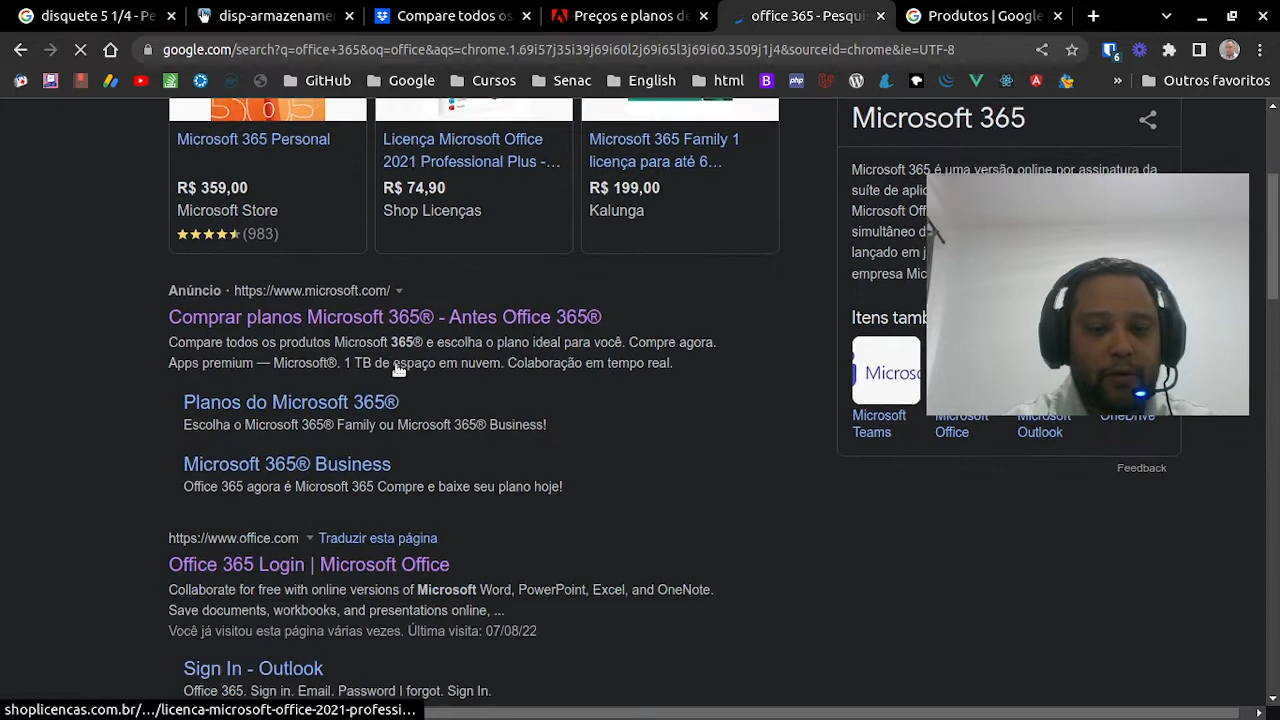 disquete 5 1/4 - P
disp-armazename
Compare todos os
Preços e planos de
office 365 - Pesqui
Produtos | Google
google.com/search?q=office+365&oq=office&aqs=chrome.1.69i57j35i39j69i60l2j69i65l3j69i60.3509j1j4&sourceid=chrome&ie=UTF-8
6
GitHub
Google
Cursos
Senac
English
html
Outros favoritos
Microsoft 365 Personal
R$ 359,00
Microsoft Store
(983)
Licença Microsoft Office
2021 Professional Plus -...
R$ 74,90
Shop Licenças
Microsoft 365 Family 1
licença para até 6...
R$ 199,00
Kalunga
Anúncio · https://www.microsoft.com/
Comprar planos Microsoft 365® - Antes Office 365®
Compare todos os produtos Microsoft 365® e escolha o plano ideal para você. Compre agora.
Apps premium — Microsoft®. 1 TB de espaço em nuvem. Colaboração em tempo real.
Planos do Microsoft 365®
Escolha o Microsoft 365® Family ou Microsoft 365® Business!
Microsoft 365® Business
Office 365 agora é Microsoft 365 Compre e baixe seu plano hoje!
https://www.office.com
Traduzir esta página
Office 365 Login | Microsoft Office
Collaborate for free with online versions of Microsoft Word, PowerPoint, Excel, and OneNote.
Save documents, workbooks, and presentations online, ...
Você já visitou esta página várias vezes. Última visita: 07/08/22
Sign In - Outlook
Office 365. Sign in. Email. Password I forgot. Sign In.
Microsoft 365
Microsoft 365 é uma versão online por assinatura da
suíte de aplic
Microsoft Off
simultâneo d
lançado em j
empresa Mic
Itens també
Microsoft
Teams
Microsoft
Office
Microsoft
Outlook
OneDrive
Feedback
shoplicencas.com.br/.../licenca-microsoft-office-2021-professi...